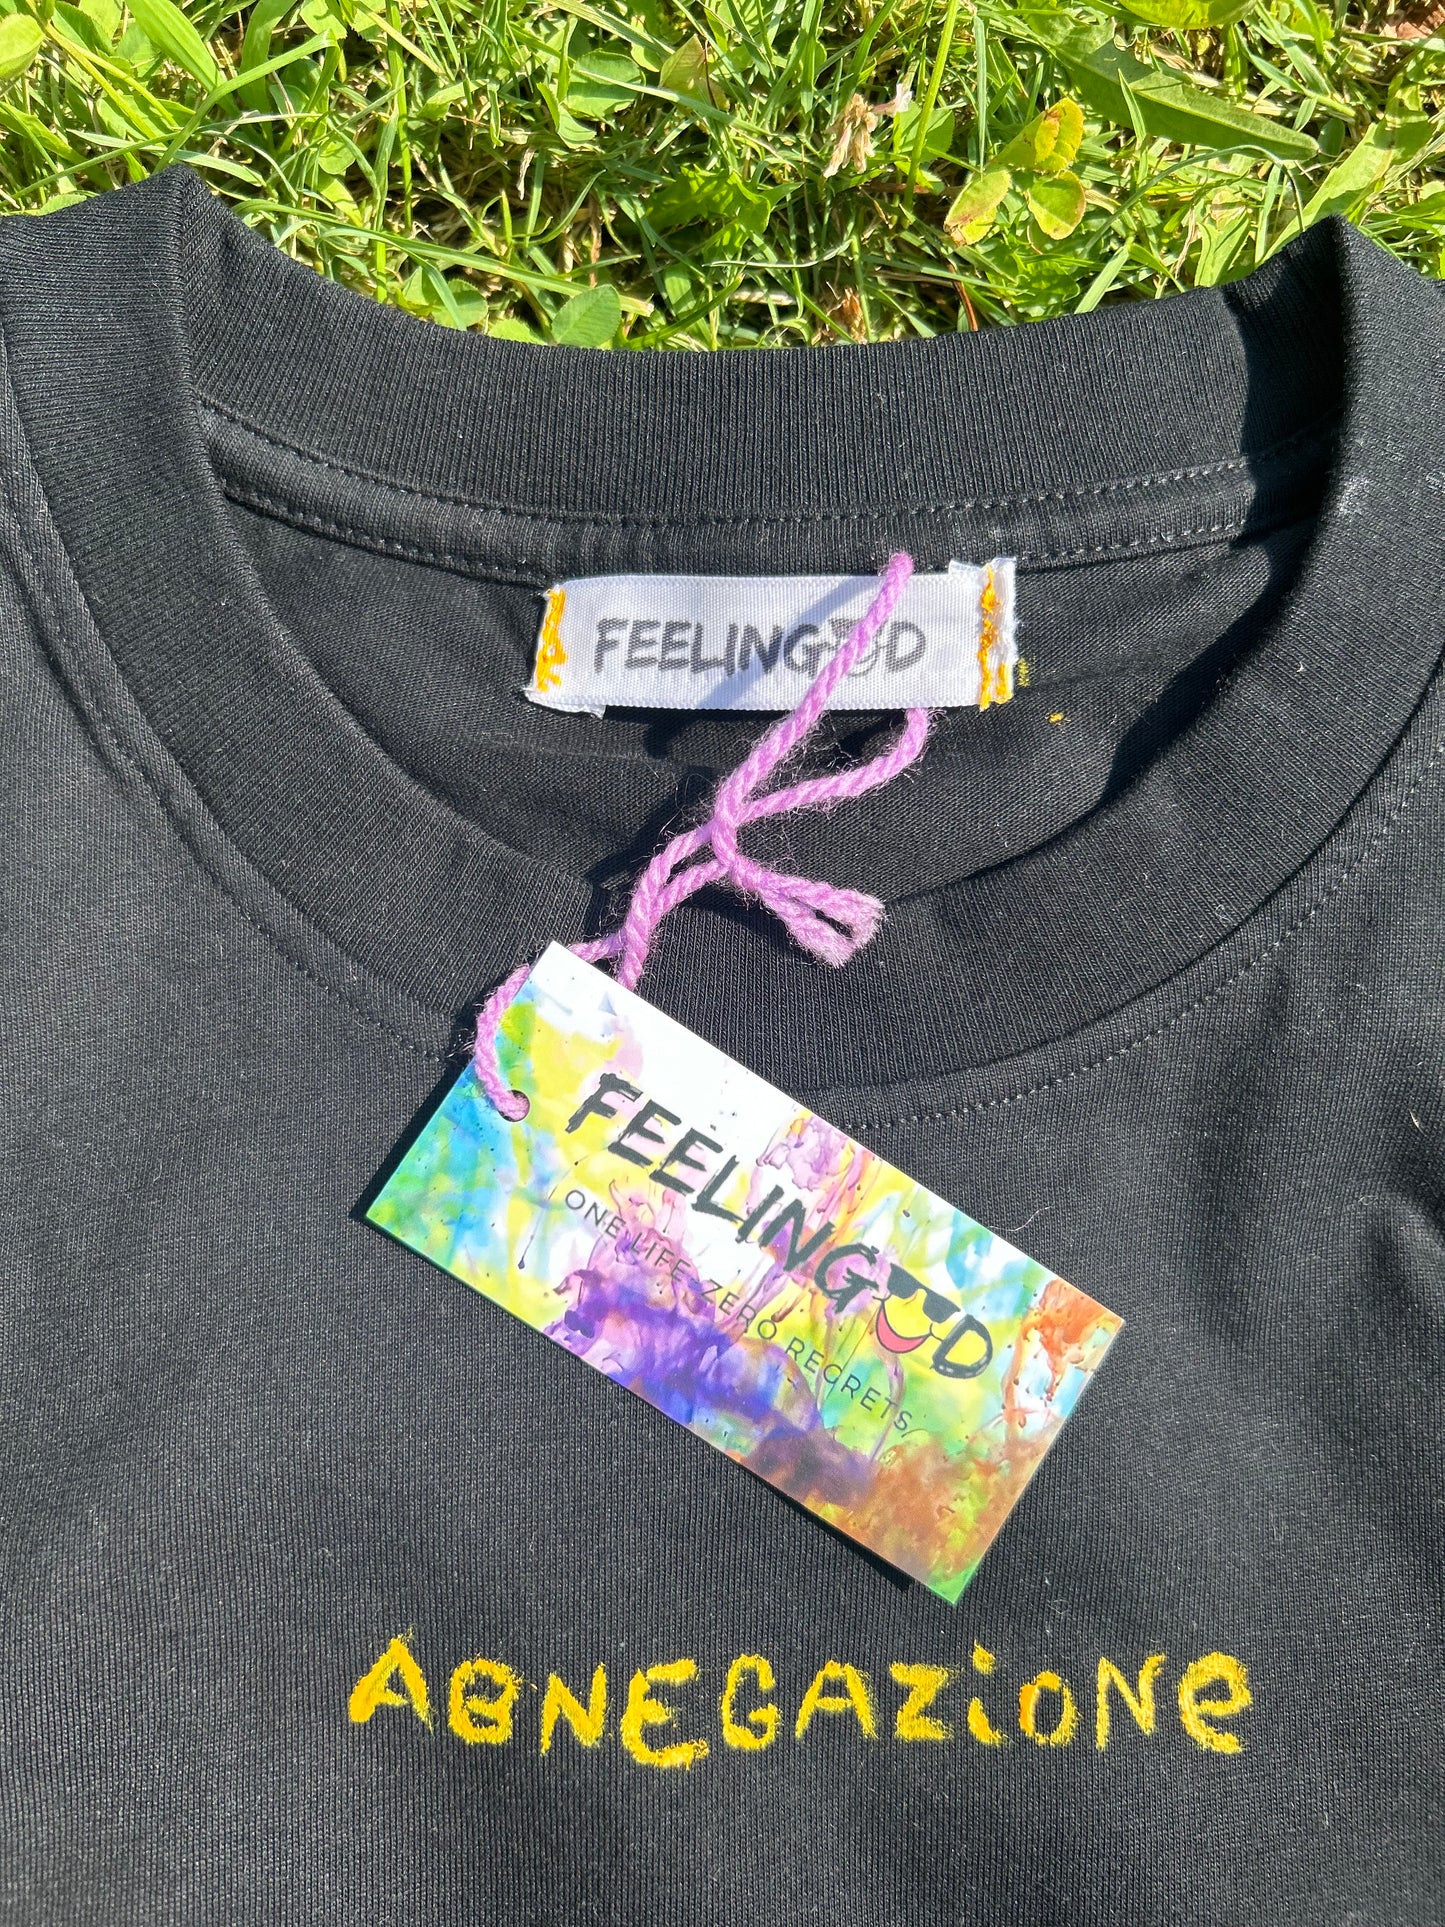 FEELINGOOD
FEELINGOOD
ONE LIFE, ZERO REGRETS
ABNEGAZiONe